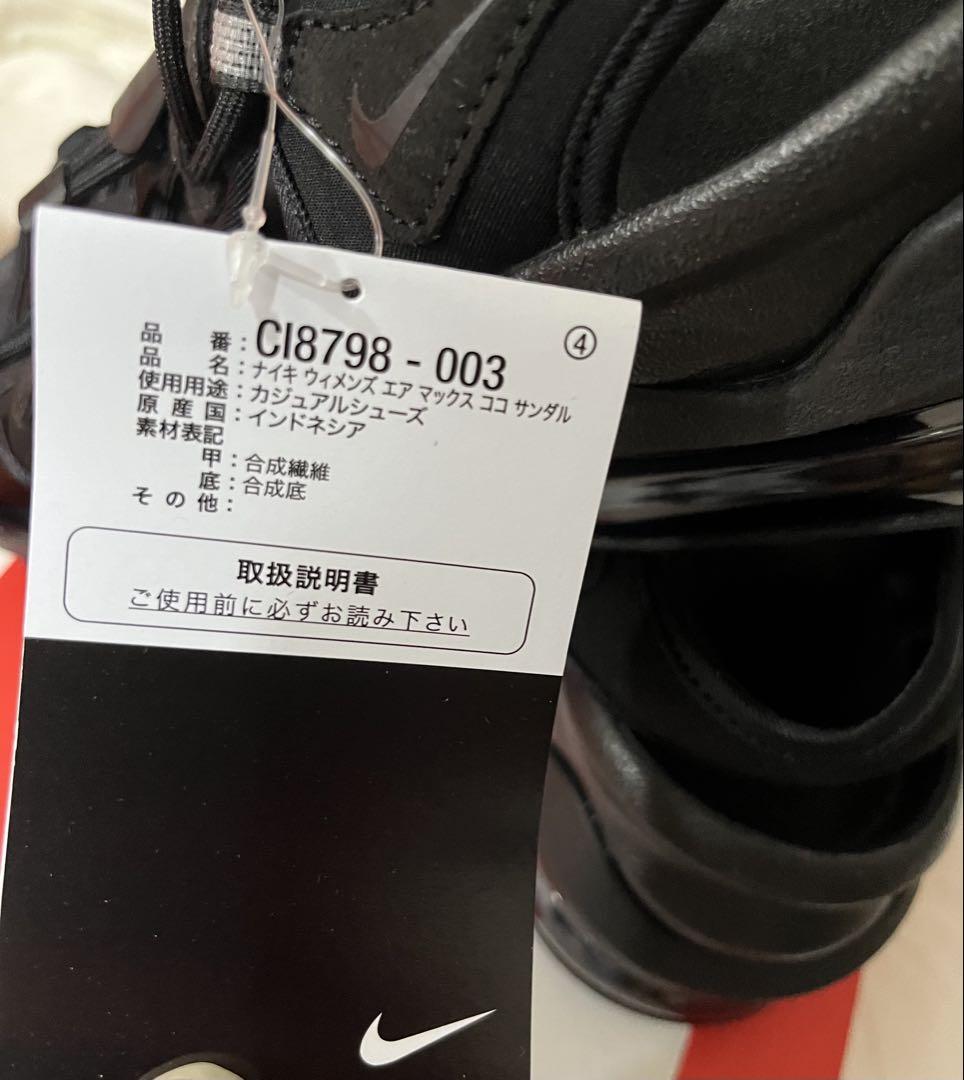 品番：CI8798 - 003 ④
品名：ナイキ ウィメンズ エア マックス ココ サンダル
使用用途：カジュアルシューズ
原産国：インドネシア
素材表記
甲：合成繊維
底：合成底
その他：
取扱説明書
ご使用前に必ずお読み下さい